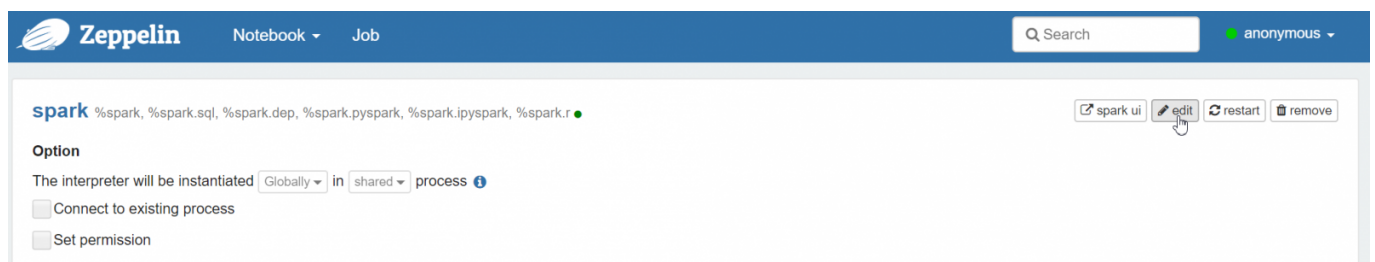 Zeppelin Notebook Job Search anonymous
spark %spark, %spark.sql, %spark.dep, %spark.pyspark, %spark.ipyspark, %spark.r spark ui edit restart remove
Option
The interpreter will be instantiated Globally in shared process
Connect to existing process
Set permission